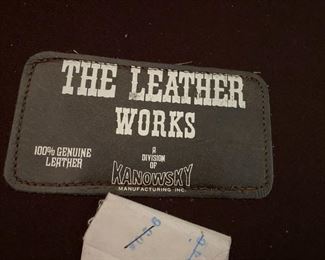 THE LEATHER
WORKS
100% GENUINE
LEATHER
A
DIVISION
OF
KANOWSKY
MANUFACTURING INC.